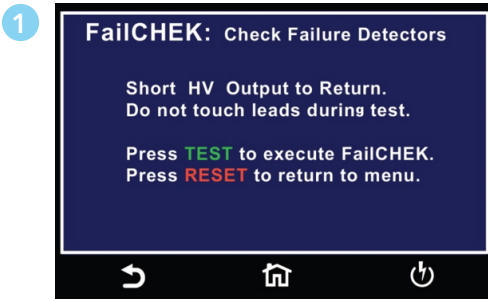 1
FailCHEK: Check Failure Detectors
Short HV Output to Return.
Do not touch leads during test.
Press TEST to execute FailCHEK.
Press RESET to return to menu.